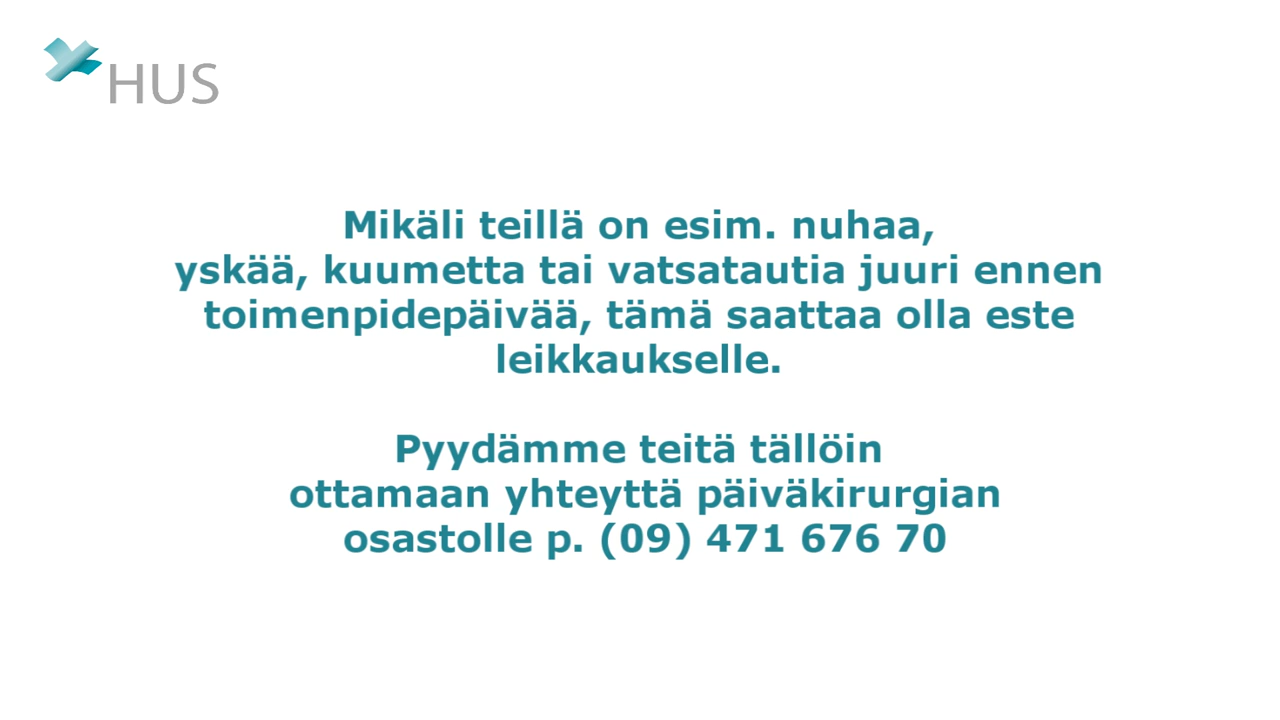 HUS
Mikäli teillä on esim. nuhaa,
yskää, kuumetta tai vatsatautia juuri ennen
toimenpidepäivää, tämä saattaa olla este
leikkaukselle.
Pyydämme teitä tällöin
ottamaan yhteyttä päiväkirurgian
osastolle p. (09) 471 676 70